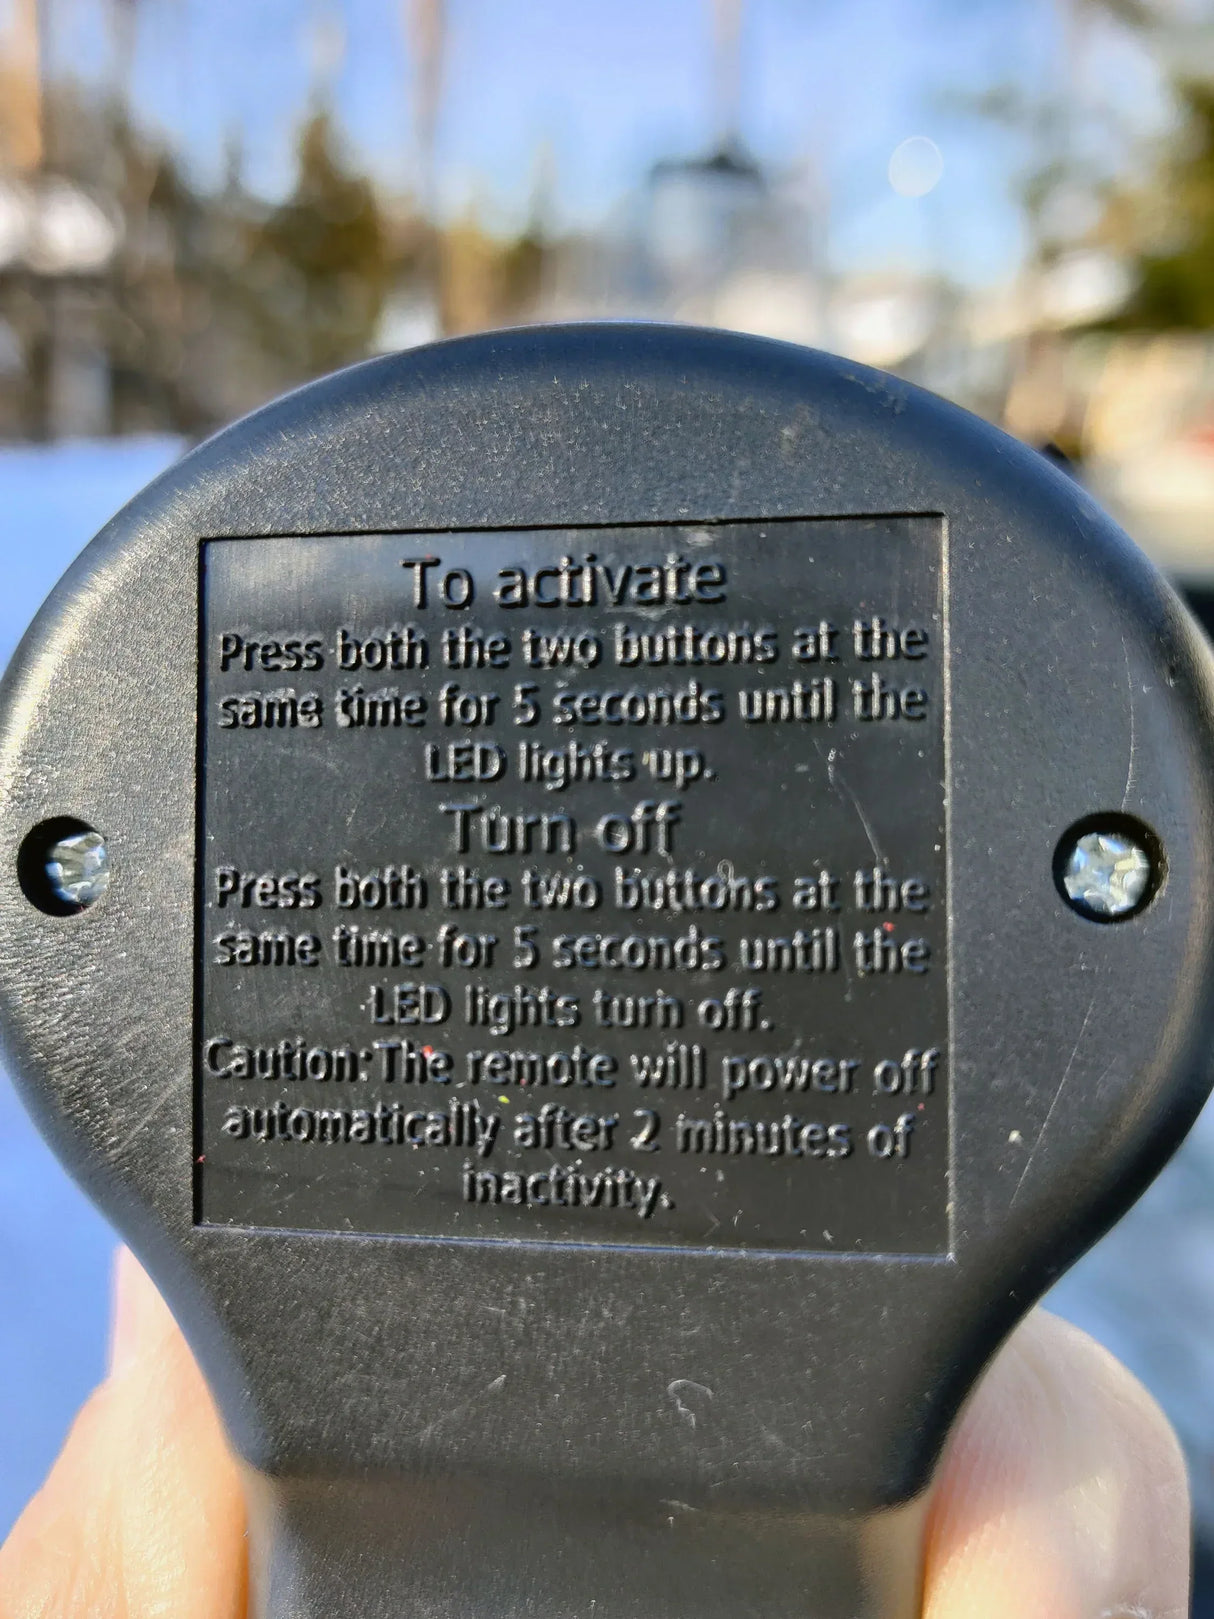 To activate
Press both the two buttons at the
same time for 5 seconds until the
LED lights up.
Turn off
Press both the two buttons at the
same time for 5 seconds until the
LED lights turn off.
Caution:The remote will power off
automatically after 2 minutes of
inactivity.